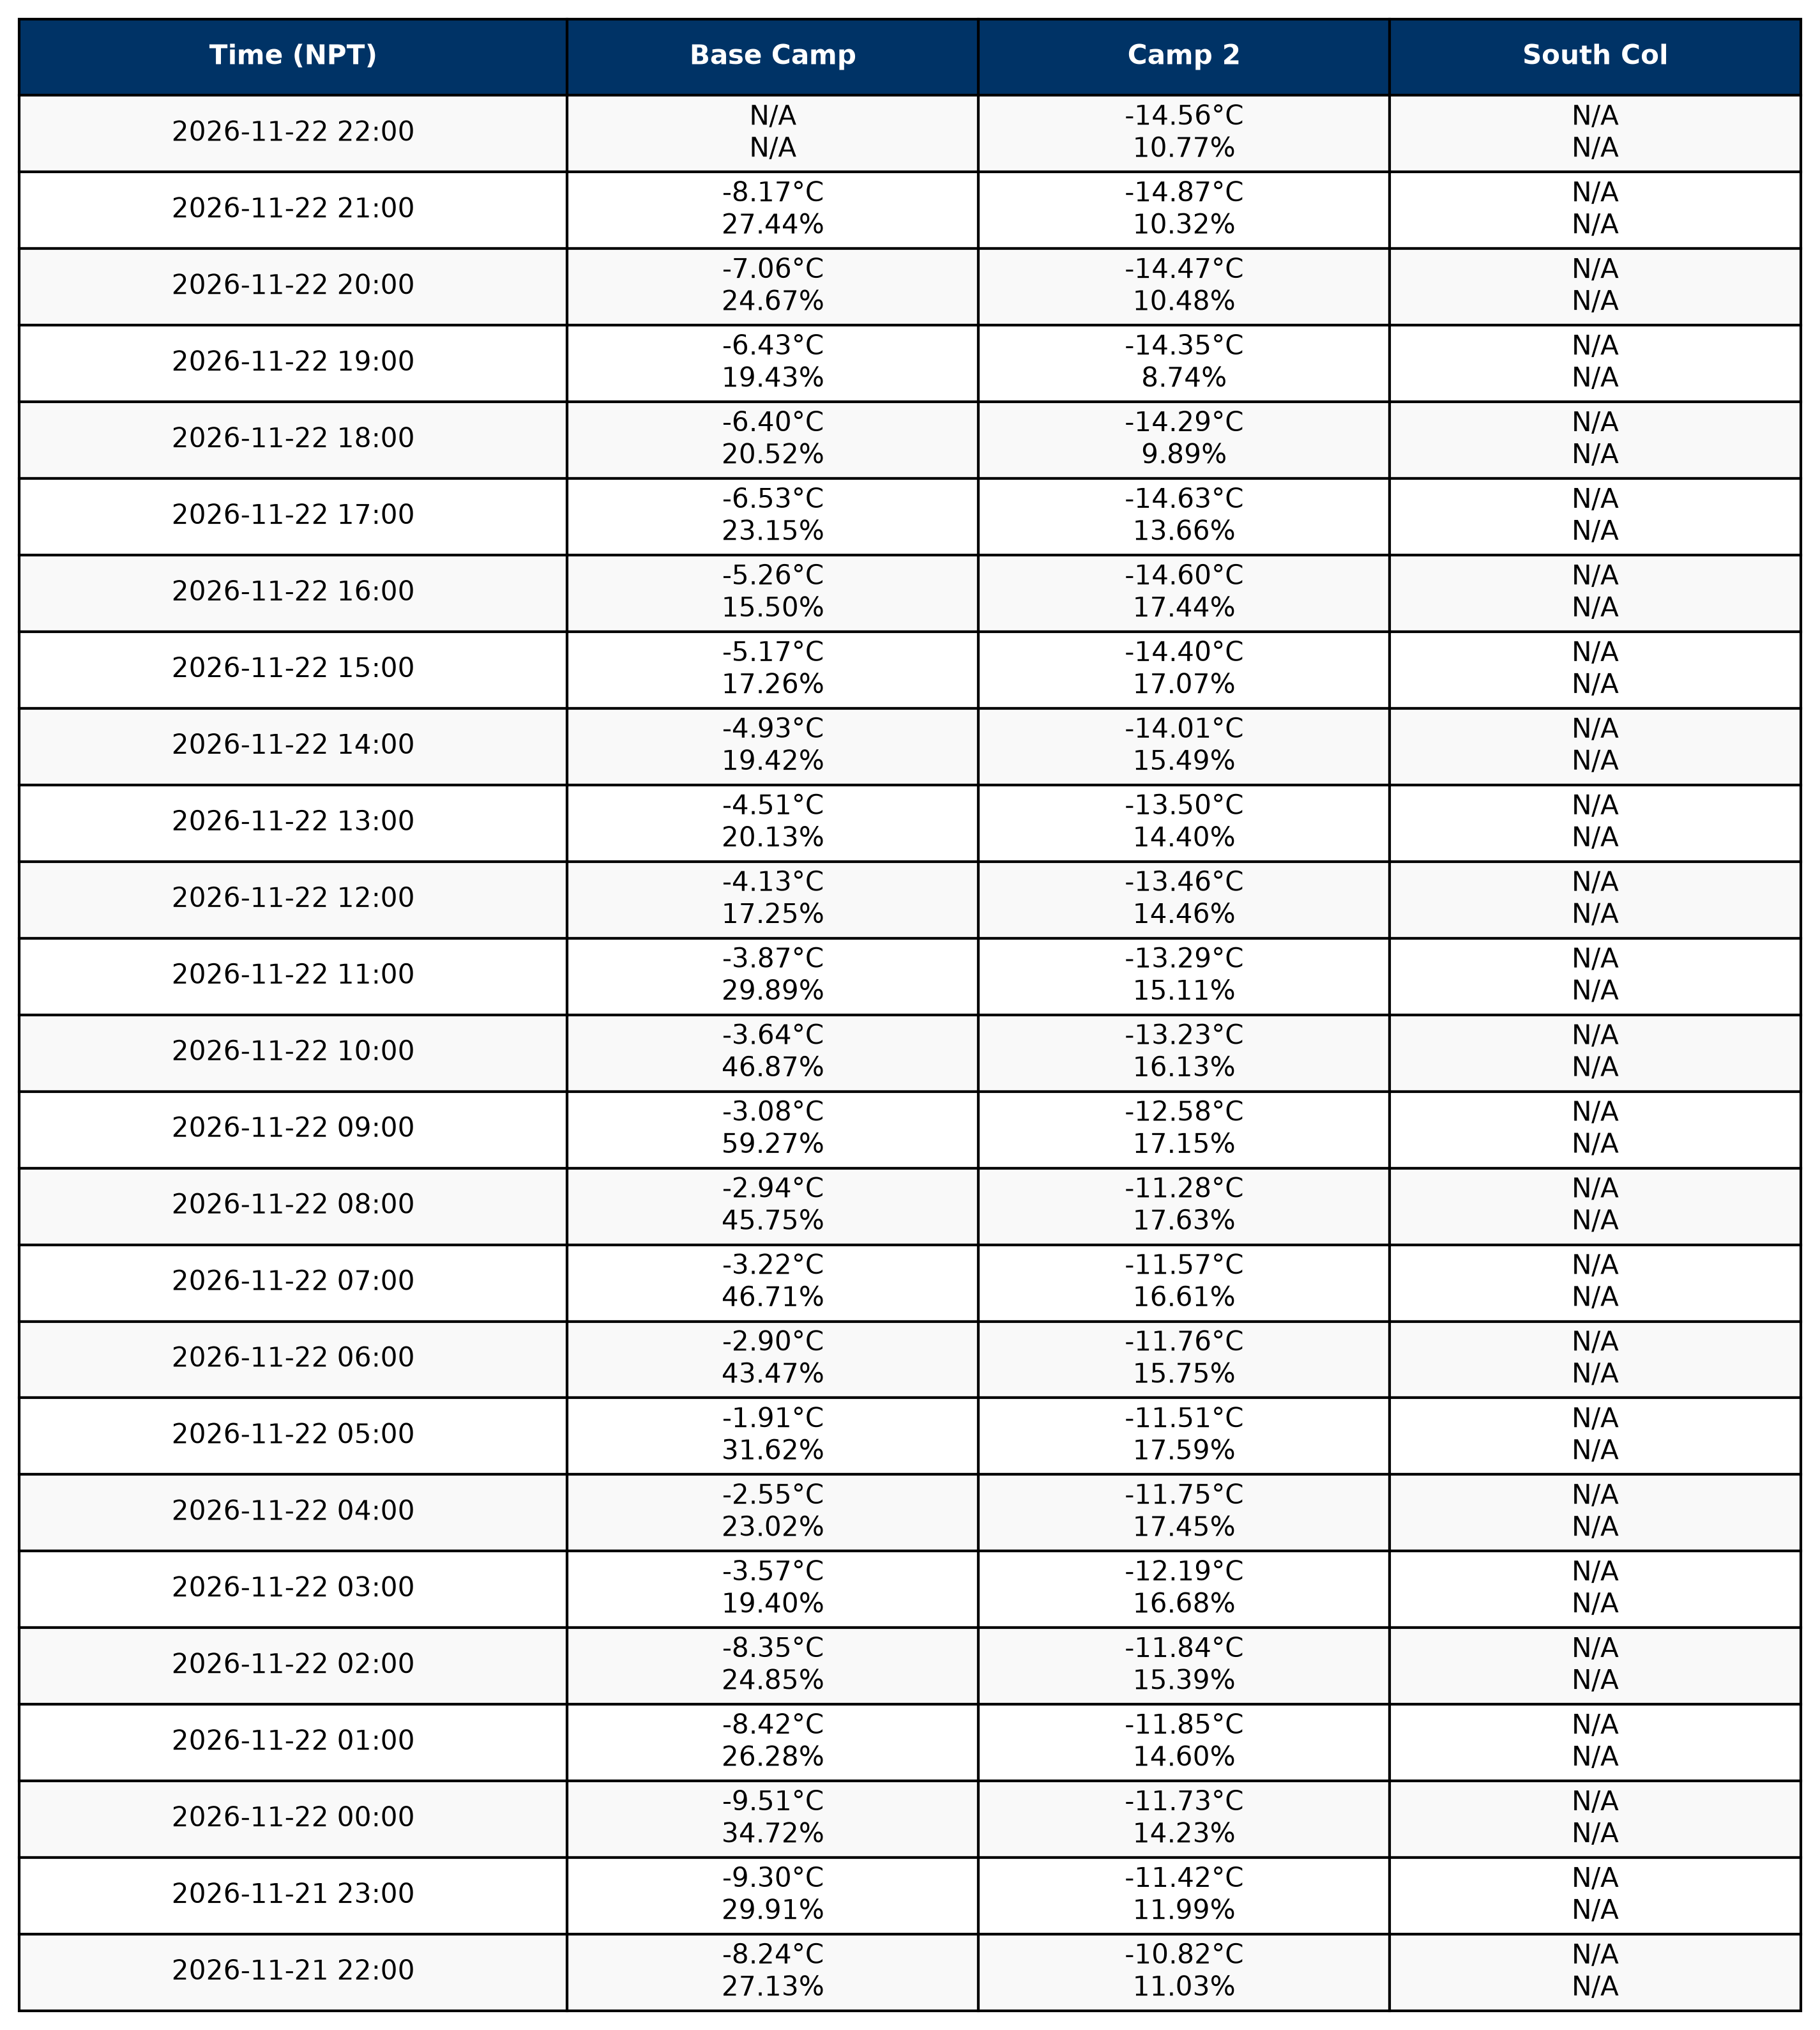 Time (NPT) Base Camp Camp 2 South Col
2026-11-22 22:00 N/A -14.56°C N/A
N/A 10.77% N/A
2026-11-22 21:00 -8.17°C -14.87°C N/A
27.44% 10.32% N/A
2026-11-22 20:00 -7.06°C -14.47°C N/A
24.67% 10.48% N/A
2026-11-22 19:00 -6.43°C -14.35°C N/A
19.43% 8.74% N/A
2026-11-22 18:00 -6.40°C -14.29°C N/A
20.52% 9.89% N/A
2026-11-22 17:00 -6.53°C -14.63°C N/A
23.15% 13.66% N/A
2026-11-22 16:00 -5.26°C -14.60°C N/A
15.50% 17.44% N/A
2026-11-22 15:00 -5.17°C -14.40°C N/A
17.26% 17.07% N/A
2026-11-22 14:00 -4.93°C -14.01°C N/A
19.42% 15.49% N/A
2026-11-22 13:00 -4.51°C -13.50°C N/A
20.13% 14.40% N/A
2026-11-22 12:00 -4.13°C -13.46°C N/A
17.25% 14.46% N/A
2026-11-22 11:00 -3.87°C -13.29°C N/A
29.89% 15.11% N/A
2026-11-22 10:00 -3.64°C -13.23°C N/A
46.87% 16.13% N/A
2026-11-22 09:00 -3.08°C -12.58°C N/A
59.27% 17.15% N/A
2026-11-22 08:00 -2.94°C -11.28°C N/A
45.75% 17.63% N/A
2026-11-22 07:00 -3.22°C -11.57°C N/A
46.71% 16.61% N/A
2026-11-22 06:00 -2.90°C -11.76°C N/A
43.47% 15.75% N/A
2026-11-22 05:00 -1.91°C -11.51°C N/A
31.62% 17.59% N/A
2026-11-22 04:00 -2.55°C -11.75°C N/A
23.02% 17.45% N/A
2026-11-22 03:00 -3.57°C -12.19°C N/A
19.40% 16.68% N/A
2026-11-22 02:00 -8.35°C -11.84°C N/A
24.85% 15.39% N/A
2026-11-22 01:00 -8.42°C -11.85°C N/A
26.28% 14.60% N/A
2026-11-22 00:00 -9.51°C -11.73°C N/A
34.72% 14.23% N/A
2026-11-21 23:00 -9.30°C -11.42°C N/A
29.91% 11.99% N/A
2026-11-21 22:00 -8.24°C -10.82°C N/A
27.13% 11.03% N/A